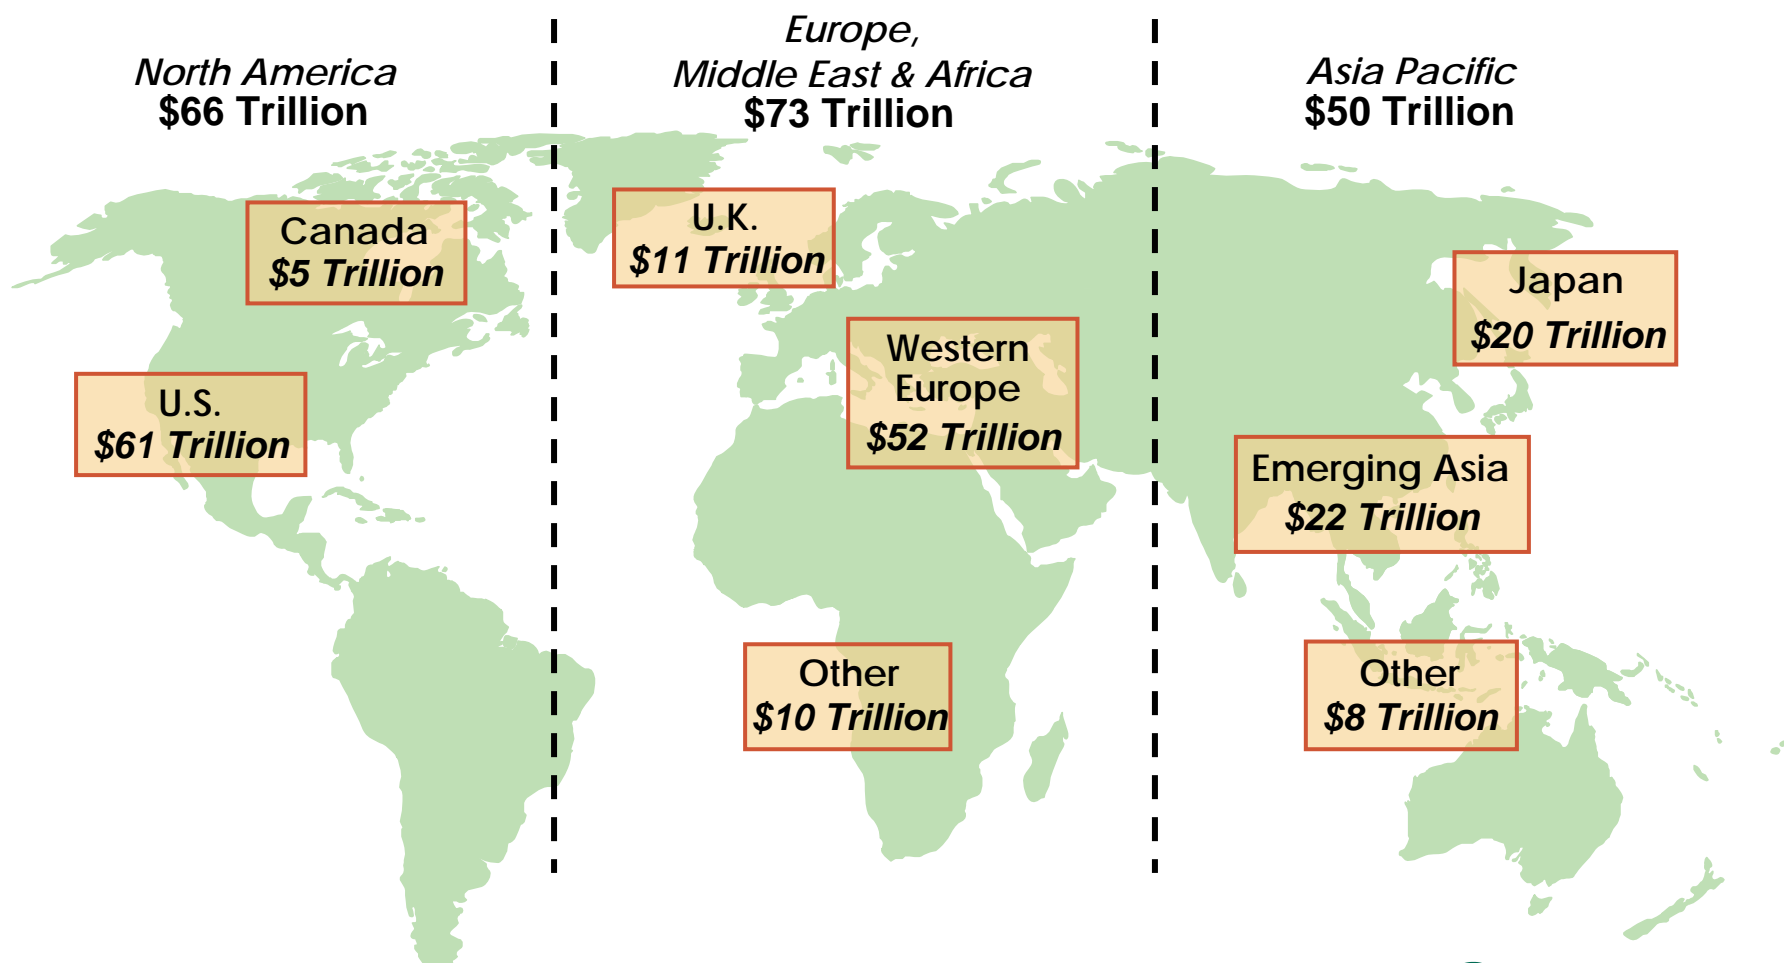 North America
$66 Trillion
Canada
$5 Trillion
U.S.
$61 Trillion
Europe,
Middle East & Africa
$73 Trillion
U.K.
$11 Trillion
Western
Europe
$52 Trillion
Other
$10 Trillion
Asia Pacific
$50 Trillion
Japan
$20 Trillion
Emerging Asia
$22 Trillion
Other
$8 Trillion